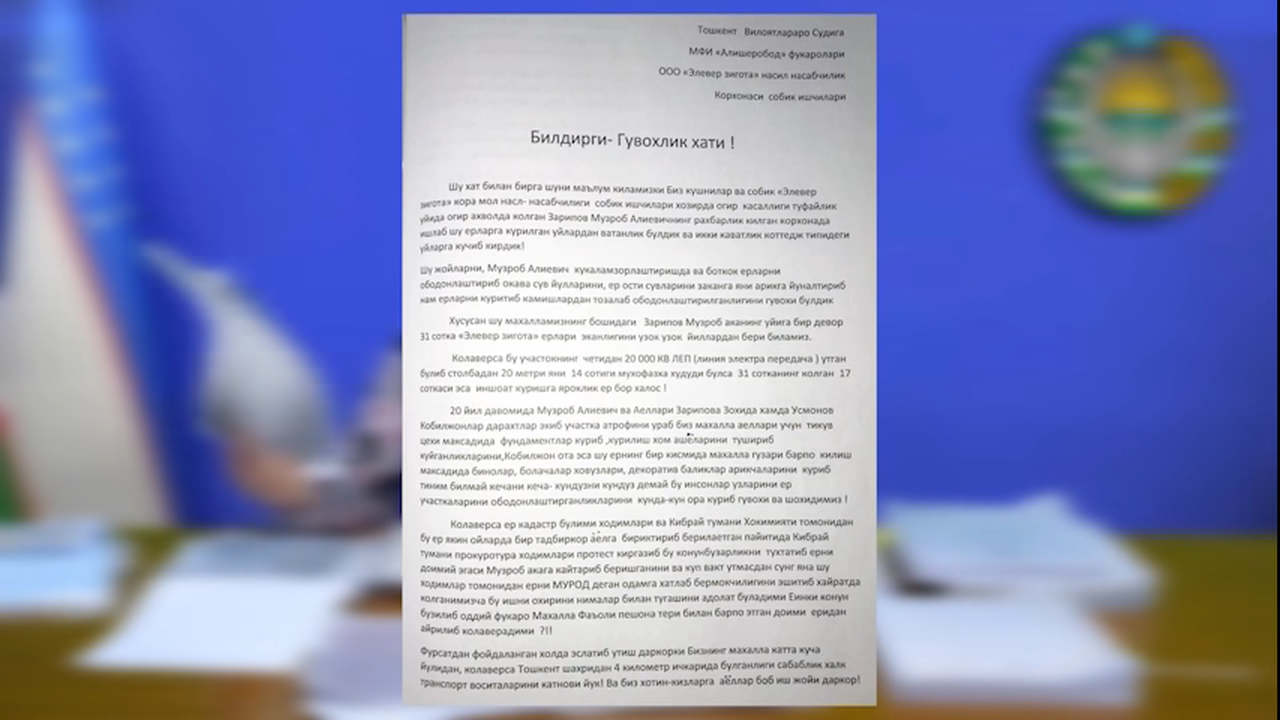 Тошкент Вилоятлараро Судига
МФИ «Алишеробод» фукаролари
ООО «Элевер зигота» насил насабчилик
Корхонаси собик ишчилари
Билдирги- Гувохлик хати !
Шу хат билан бирга шуни маълум киламизки Биз кушнилар ва собик «Элевер
зигота» кора мол насл- насабчилиги собик ишчилари хозирда огир касаллиги туфайлик
уйида огир ахволда колган Зарипов Музроб Алиевичнинг рахбарлик килган корхонада
ишлаб шу ерларга курилган уйлардан ватанлик булдик ва икки каватлик коттедж типидеги
уйларга кучиб кирдик!
Шу жойларни, Музроб Алиевич кукаламзорлаштиришда ва боткок ерларни
ободонлаштириб окава сув йулларини, ер ости сувларини заканга яни арикга йуналтириб
нам ерларни куритиб камишлардан тозалаб ободонлаштирилганлигини гувохи булдик
Хусусан шу махалламизнинг бошидаги Зарипов Музроб аканинг уйига бир девор
31 сотка «Элевер зигота» ерлари эканлигини узок узок йиллардан бери биламиз.
Колаверса бу участокнинг четидан 20 000 КВ ЛЕП (линия электра передача ) утган
булиб столбадан 20 метри яни 14 сотиги мухофазка худуди булса 31 сотканинг колган 17
соткаси эса иншоат куришга яроклик ер бор халос !
20 йил давомида Музроб Алиевич ва Аеллари Зарипова Зохида хамда Усмонов
Кобилжонлар дарахтлар экиб участка атрофини ураб биз махалла аеллари учун тикув
цехи максадида фундаментлар куриб ,курилиш хом ашёларини тушириб
куйганликларини,Кобилжон ота эса шу ернинг бир кисмида махалла гузари барпо килиш
максадида бинолар, болачалар ховузлари, декоратив баликлар арикчаларини куриб
тиним билмай кечани кеча- кундузни кундуз демай бу инсонлар узларини ер
участкаларини ободонлаштирганликларини кунда-кун ора куриб гувохи ва шохидимиз !
Колаверса ер кадастр булими ходимлари ва Кибрай тумани Хокимияти томонидан
бу ер якин ойларда бир тадбиркор аёлга бириктириб берилаетган пайитида Кибрай
тумани прокуротура ходимлари протест киргазиб бу конунбузарликни тухтатиб ерни
доимий эгаси Музроб акага кайтариб беришганини ва куп вакт утмасдан сунг яна шу
ходимлар томонидан ерни МУРОД деган одамга хатлаб бермокчилигини эшитиб хайратда
колганимизча бу ишни охирини нималар билан тугашини адолат буладими Еинки конун
бузилиб оддий фукаро Махалла Фаъоли пешона тери билан барпо этган доими еридан
айрилиб колаверадими ?!!
Фурсатдан фойдаланган холда эслатиб утиш даркорки Бизнинг махалла катта куча
йулидан, колаверса Тошкент шахридан 4 километр ичкарида булганлиги сабаблик халк
транспорт воситаларини катнови йук! Ва биз хотин-кизларга аёллар боб иш жойи даркор!